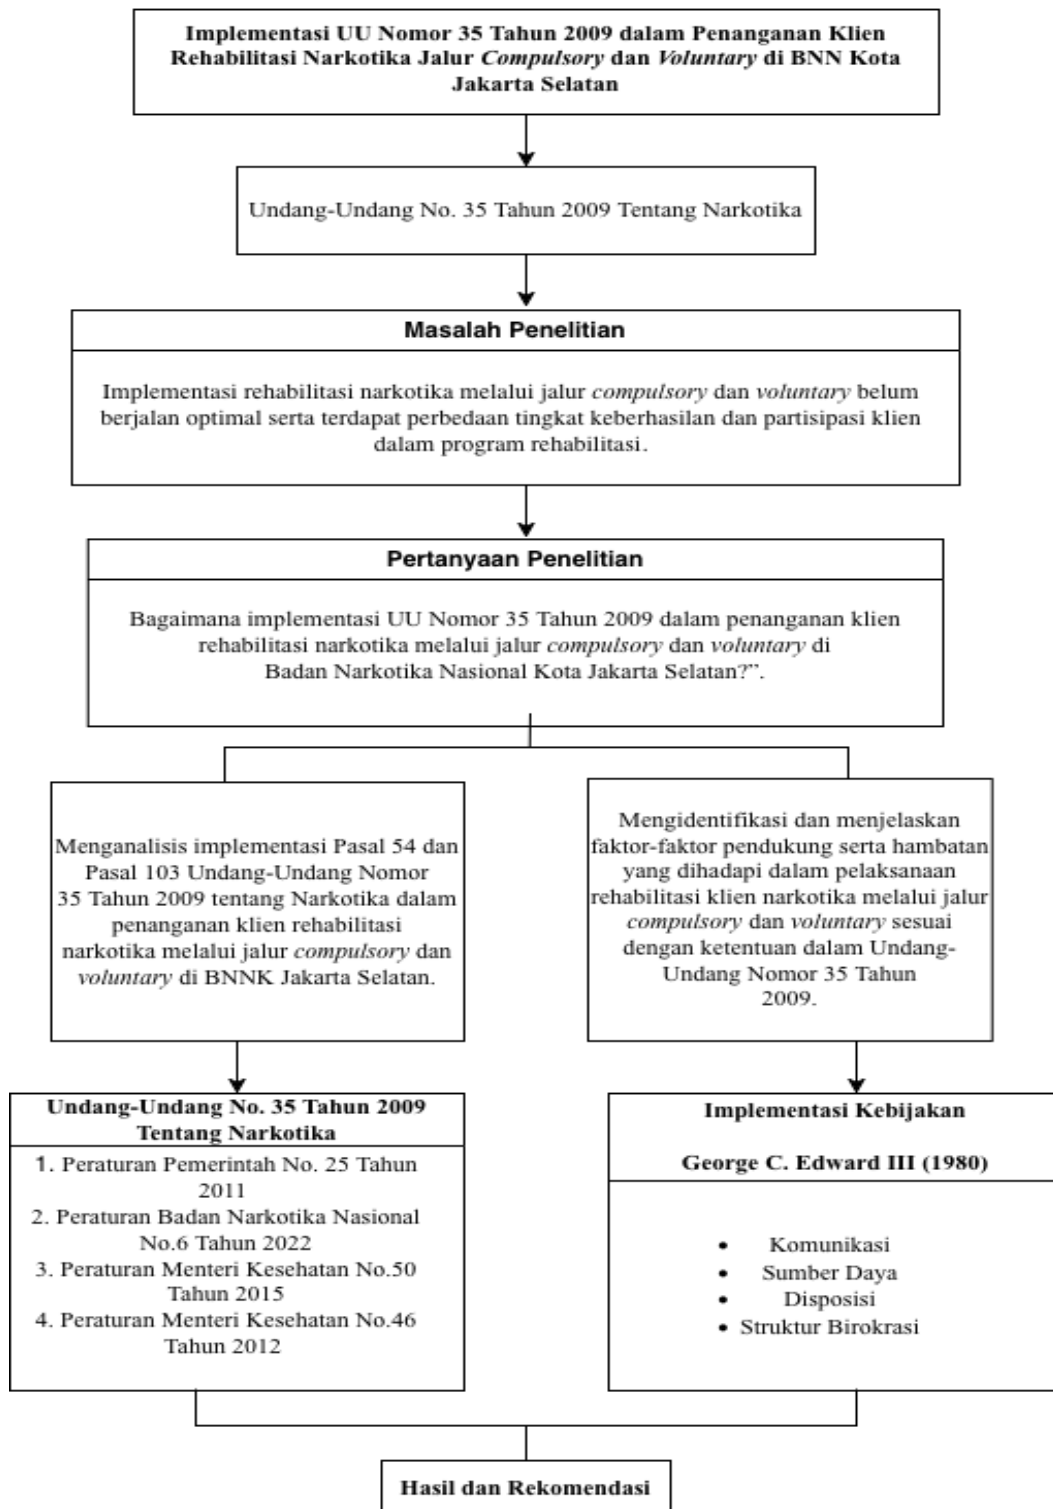 Implementasi UU Nomor 35 Tahun 2009 dalam Penanganan Klien
Rehabilitasi Narkotika Jalur Compulsory dan Voluntary di BNN Kota
Jakarta Selatan
Undang-Undang No. 35 Tahun 2009 Tentang Narkotika
Masalah Penelitian
Implementasi rehabilitasi narkotika melalui jalur compulsory dan voluntary belum
berjalan optimal serta terdapat perbedaan tingkat keberhasilan dan partisipasi klien
dalam program rehabilitasi.
Pertanyaan Penelitian
Bagaimana implementasi UU Nomor 35 Tahun 2009 dalam penanganan klien
rehabilitasi narkotika melalui jalur compulsory dan voluntary di
Badan Narkotika Nasional Kota Jakarta Selatan?”.
Menganalisis implementasi Pasal 54 dan
Pasal 103 Undang-Undang Nomor
35 Tahun 2009 tentang Narkotika dalam
penanganan klien rehabilitasi
narkotika melalui jalur compulsory dan
voluntary di BNNK Jakarta Selatan.
Mengidentifikasi dan menjelaskan
faktor-faktor pendukung serta hambatan
yang dihadapi dalam pelaksanaan
rehabilitasi klien narkotika melalui jalur
compulsory dan voluntary sesuai
dengan ketentuan dalam Undang-
Undang Nomor 35 Tahun
2009.
Undang-Undang No. 35 Tahun 2009
Tentang Narkotika
1. Peraturan Pemerintah No. 25 Tahun
2011
2. Peraturan Badan Narkotika Nasional
No.6 Tahun 2022
3. Peraturan Menteri Kesehatan No.50
Tahun 2015
4. Peraturan Menteri Kesehatan No.46
Tahun 2012
Implementasi Kebijakan
George C. Edward III (1980)
• Komunikasi
• Sumber Daya
• Disposisi
• Struktur Birokrasi
Hasil dan Rekomendasi